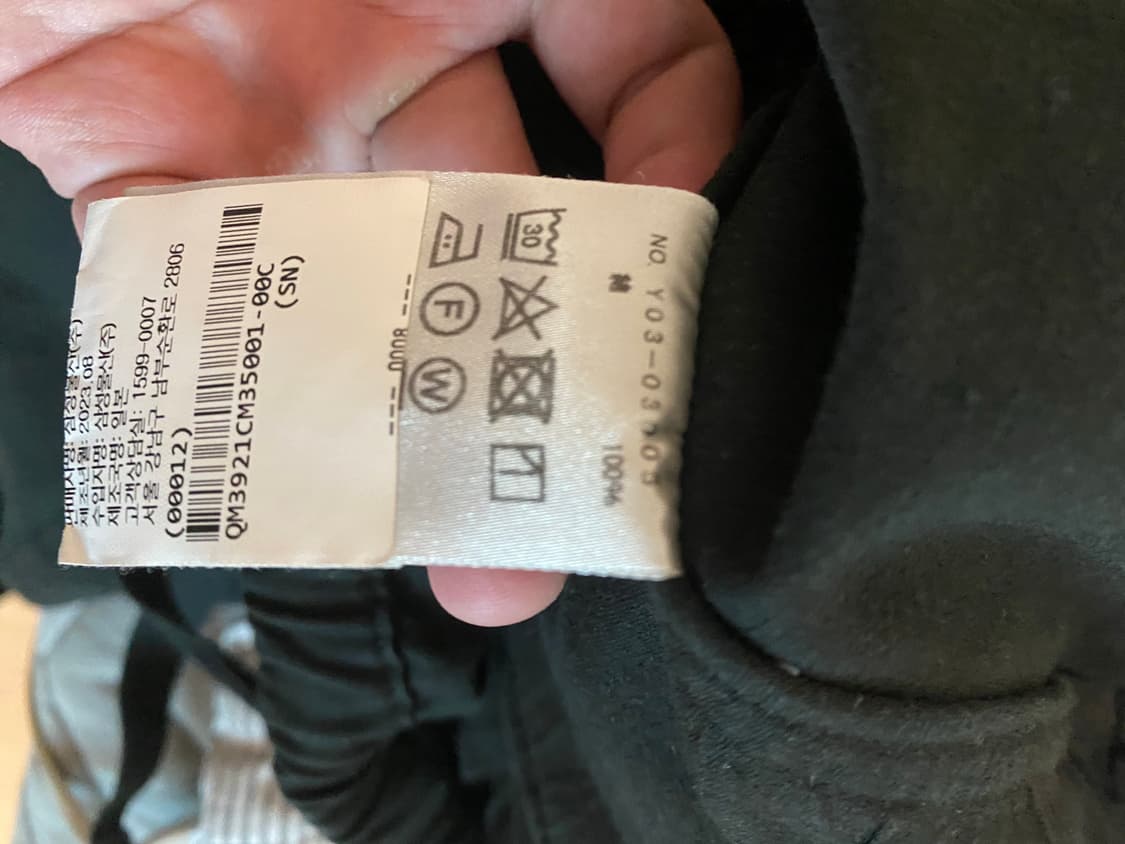 NO.
100%
30
F
W
판매자명: 삼성물산(주)
제조년월: 2023.08
수입자명: 삼성물산(주)
제조국명: 일본
고객상담실: 1599-0007
서울 강남구 남부순환로 2806
(00012)
QM3921CM35001-00C
(SN)